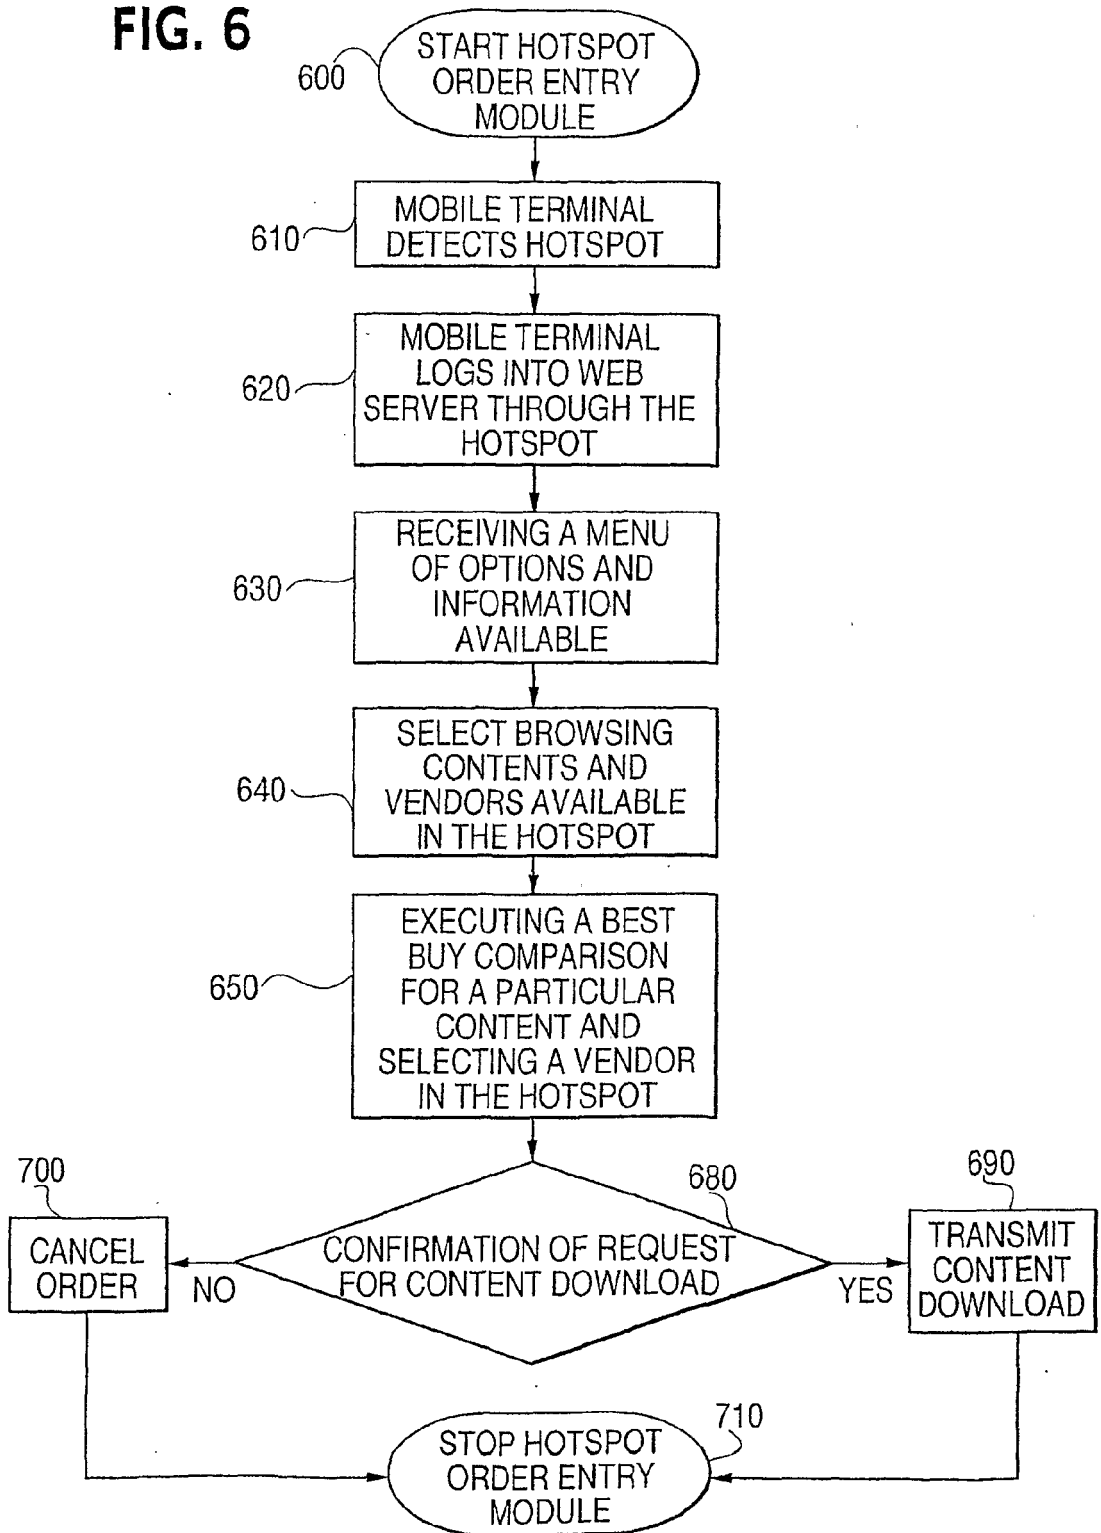 FIG. 6
600
START HOTSPOT
ORDER ENTRY
MODULE
610
MOBILE TERMINAL
DETECTS HOTSPOT
620
MOBILE TERMINAL
LOGS INTO WEB
SERVER THROUGH THE
HOTSPOT
630
RECEIVING A MENU
OF OPTIONS AND
INFORMATION
AVAILABLE
640
SELECT BROWSING
CONTENTS AND
VENDORS AVAILABLE
IN THE HOTSPOT
650
EXECUTING A BEST
BUY COMPARISON
FOR A PARTICULAR
CONTENT AND
SELECTING A VENDOR
IN THE HOTSPOT
680
CONFIRMATION OF REQUEST
FOR CONTENT DOWNLOAD
NO
YES
700
CANCEL
ORDER
690
TRANSMIT
CONTENT
DOWNLOAD
710
STOP HOTSPOT
ORDER ENTRY
MODULE